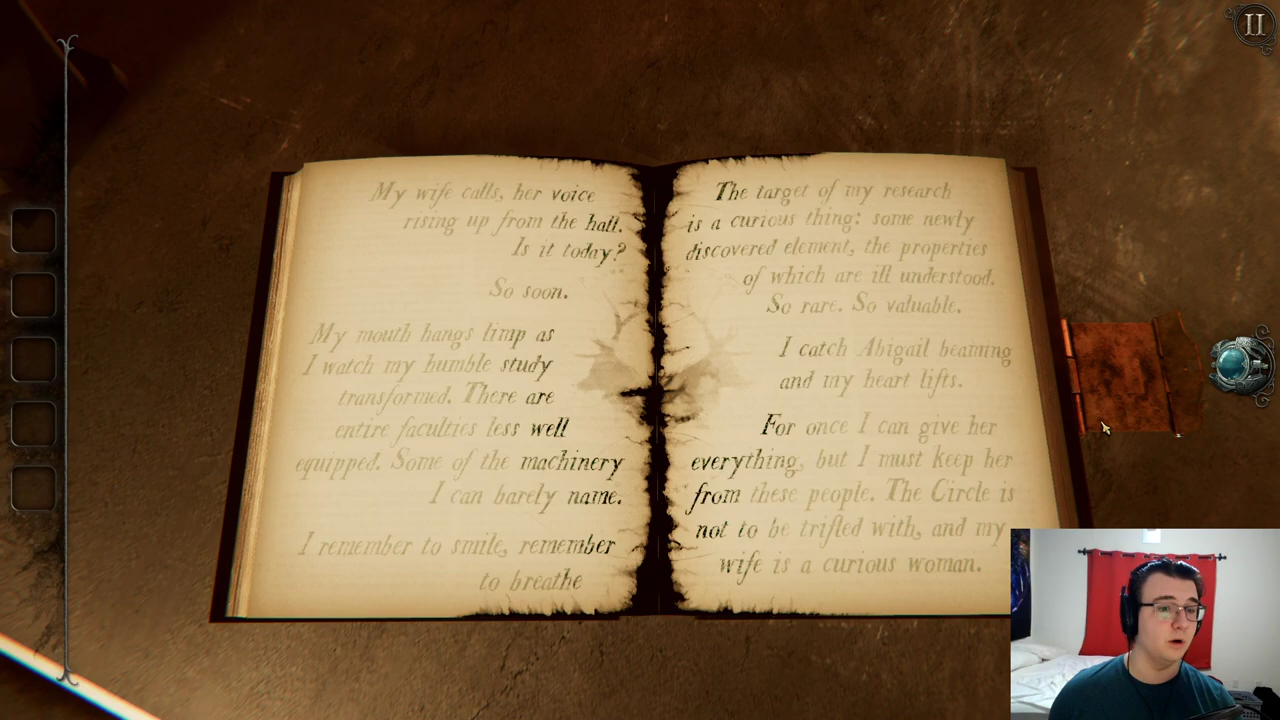 My wife calls, her voice
rising up from the hall.
Is it today?
So soon.
My mouth hangs limp as
I watch my humble study
transformed. There are
entire faculties less well
equipped. Some of the machinery
I can barely name.
I remember to smile, remember
to breathe
The target of my research
is a curious thing: some newly
discovered element, the properties
of which are ill understood.
So rare. So valuable.
I catch Abigail beaming
and my heart lifts.
For once I can give her
everything, but I must keep her
from these people. The Circle is
not to be trifled with, and my
wife is a curious woman.
II